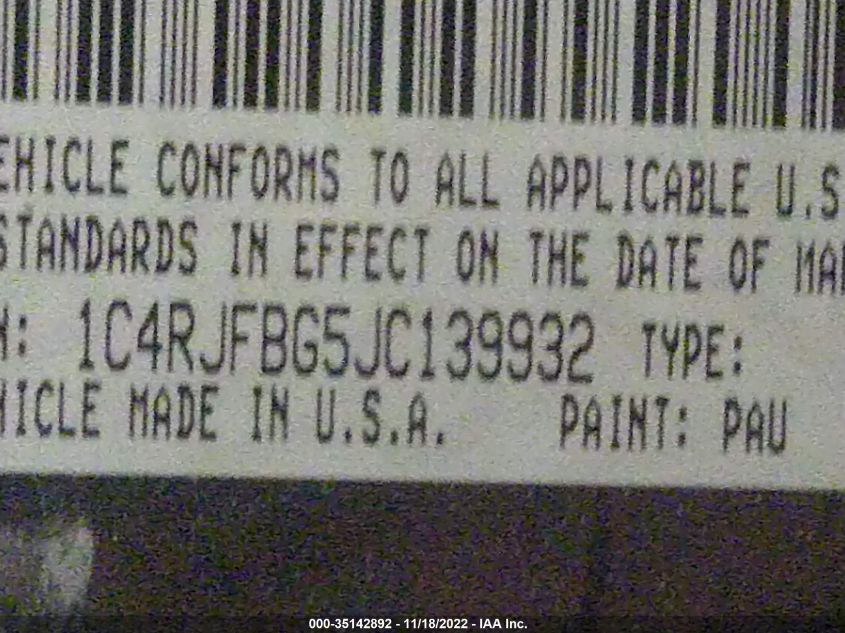 EHICLE CONFORMS TO ALL APPLICABLE U.S
STANDARDS IN EFFECT ON THE DATE OF MAN
N: 1C4RJFBG5JC139932 TYPE:
HICLE MADE IN U.S.A. PAINT: PAU
000-35142892 - 11/18/2022 - IAA Inc.